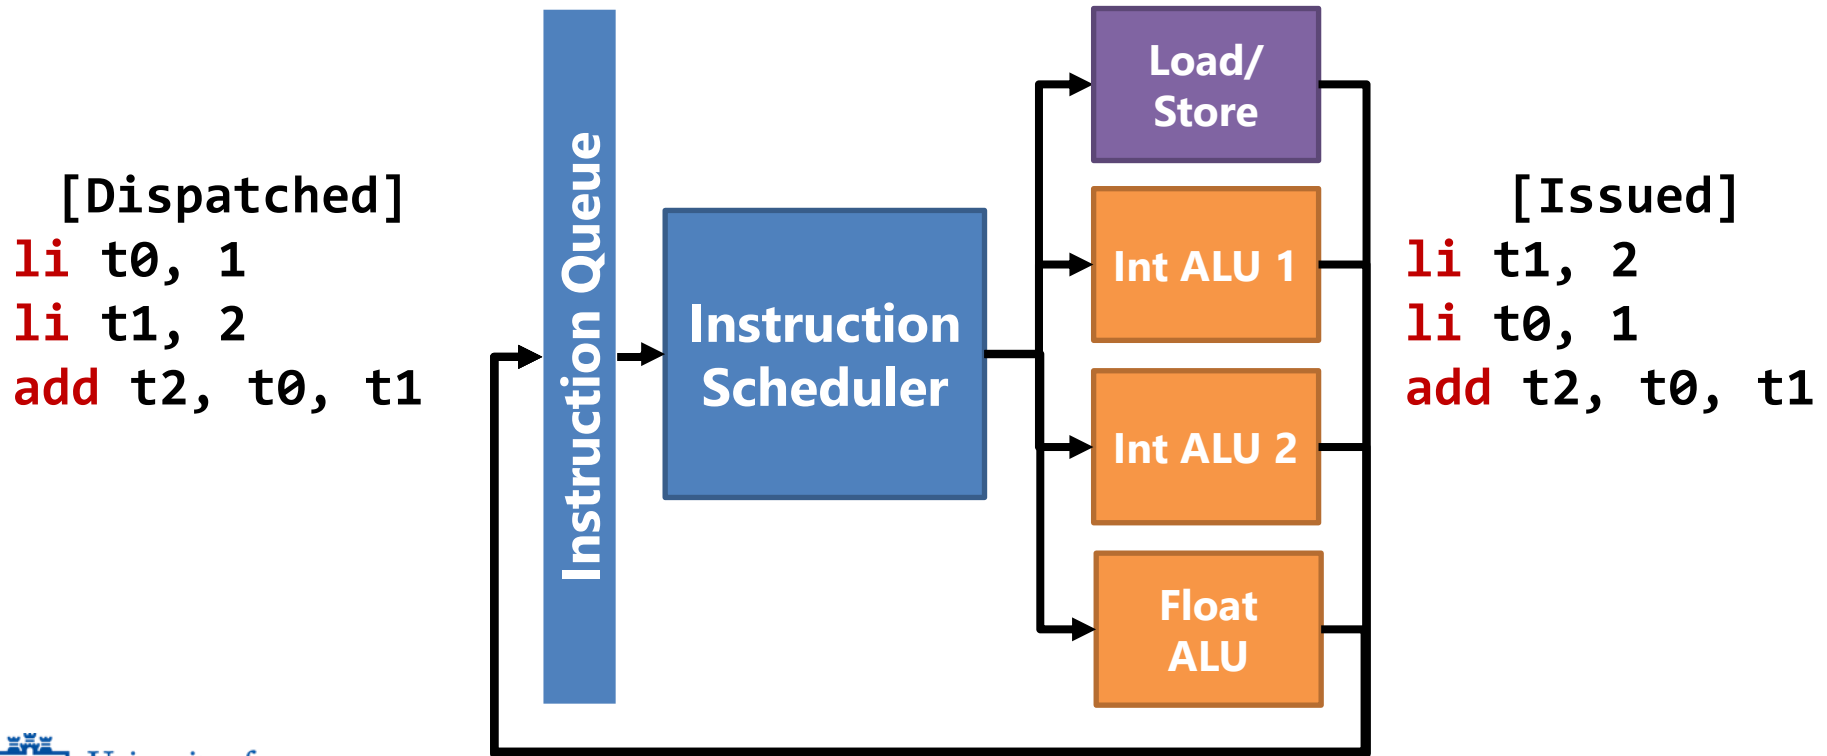 [Dispatched]
li t0, 1
li t1, 2
add t2, t0, t1
Instruction Queue
Instruction
Scheduler
Load/
Store
Int ALU 1
Int ALU 2
Float
ALU
[Issued]
li t1, 2
li t0, 1
add t2, t0, t1